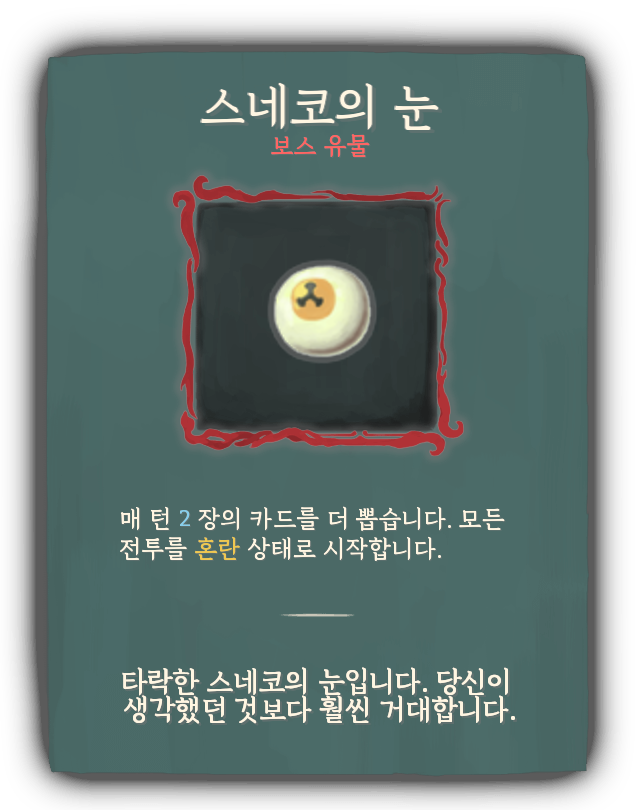 스네코의 눈
보스 유물
매 턴 2 장의 카드를 더 뽑습니다. 모든
전투를 혼란 상태로 시작합니다.
타락한 스네코의 눈입니다. 당신이
생각했던 것보다 훨씬 거대합니다.